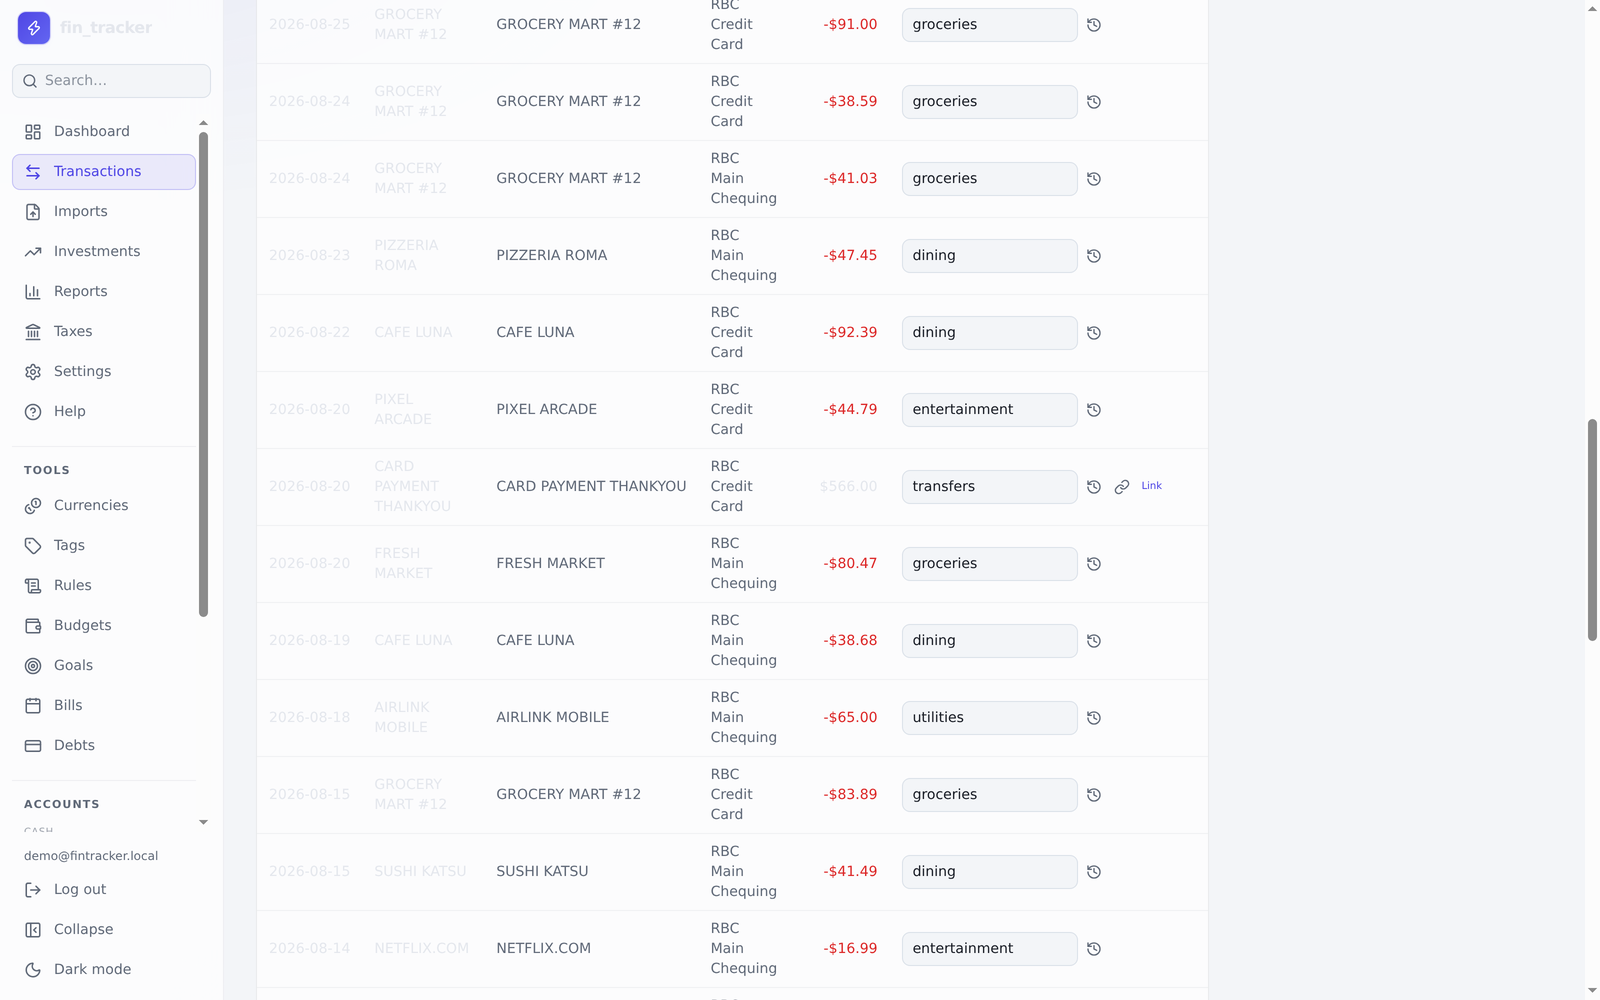 fin_tracker
Search...
Dashboard
Transactions
Imports
Investments
Reports
Taxes
Settings
Help
TOOLS
Currencies
Tags
Rules
Budgets
Goals
Bills
Debts
ACCOUNTS
CASH
demo@fintracker.local
Log out
Collapse
Dark mode
2026-08-25 GROCERY MART #12 GROCERY MART #12 RBC Credit Card -$91.00 groceries
2026-08-24 GROCERY MART #12 GROCERY MART #12 RBC Credit Card -$38.59 groceries
2026-08-24 GROCERY MART #12 GROCERY MART #12 RBC Main Chequing -$41.03 groceries
2026-08-23 PIZZERIA ROMA PIZZERIA ROMA RBC Main Chequing -$47.45 dining
2026-08-22 CAFE LUNA CAFE LUNA RBC Credit Card -$92.39 dining
2026-08-20 PIXEL ARCADE PIXEL ARCADE RBC Credit Card -$44.79 entertainment
2026-08-20 CARD PAYMENT THANKYOU CARD PAYMENT THANKYOU RBC Credit Card $566.00 transfers Link
2026-08-20 FRESH MARKET FRESH MARKET RBC Main Chequing -$80.47 groceries
2026-08-19 CAFE LUNA CAFE LUNA RBC Main Chequing -$38.68 dining
2026-08-18 AIRLINK MOBILE AIRLINK MOBILE RBC Main Chequing -$65.00 utilities
2026-08-15 GROCERY MART #12 GROCERY MART #12 RBC Credit Card -$83.89 groceries
2026-08-15 SUSHI KATSU SUSHI KATSU RBC Main Chequing -$41.49 dining
2026-08-14 NETFLIX.COM NETFLIX.COM RBC Main Chequing -$16.99 entertainment